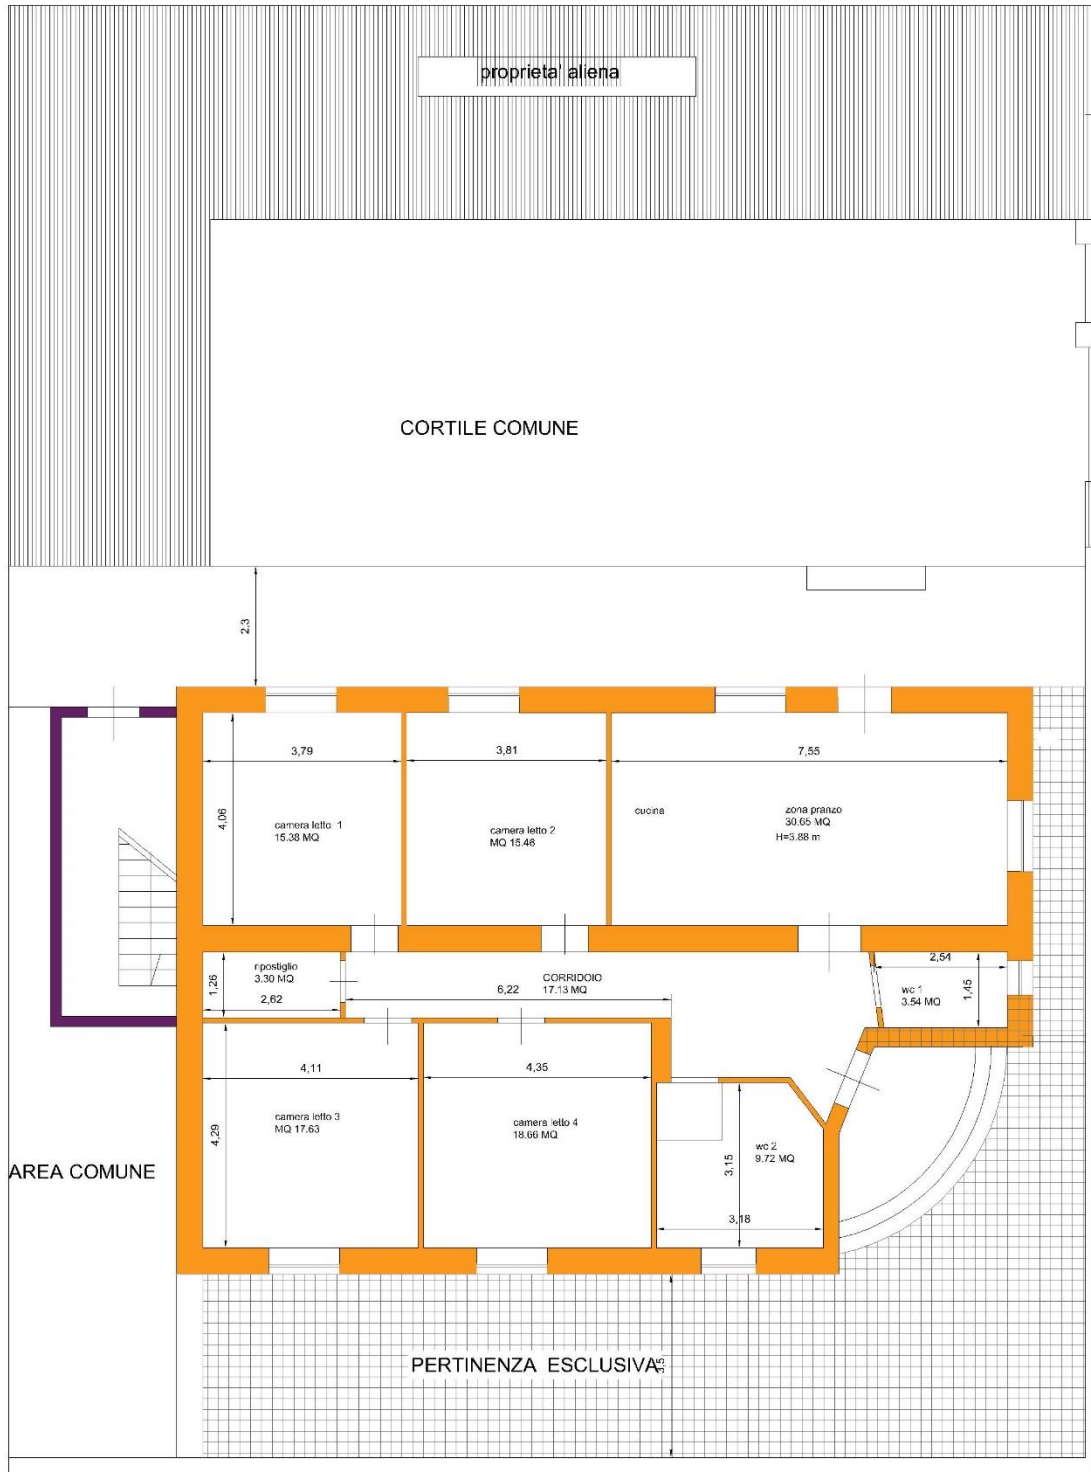 proprieta' aliena
CORTILE COMUNE
2,3
3,79
3,81
7,55
4,06
camera letto 1
15.38 MQ
camera letto 2
MQ 15.46
cucina
zona pranzo
30.65 MQ
H=3.88 m
ripostiglio
3.30 MQ
1,26
2,62
CORRIDOIO
17.13 MQ
6,22
2,54
wc 1
3.54 MQ
1,45
4,11
4,35
camera letto 3
MQ 17.63
4,29
camera letto 4
18.66 MQ
wc 2
9.72 MQ
3,15
3,18
AREA COMUNE
PERTINENZA ESCLUSIVA
3,5